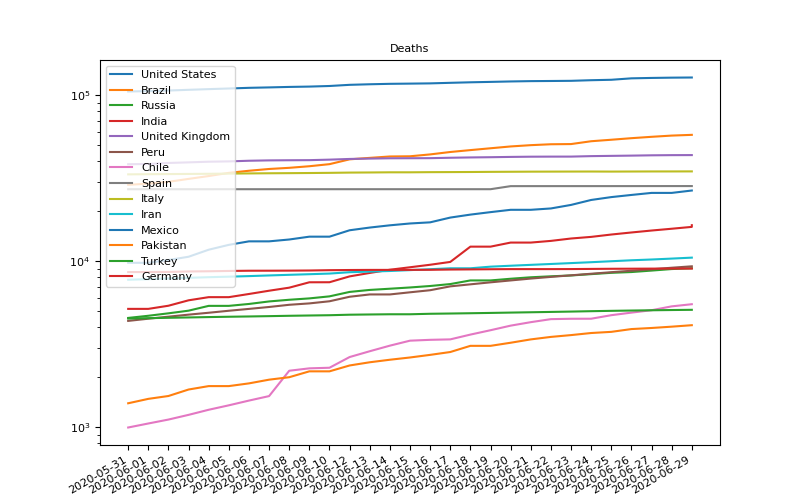 Deaths
10⁵
10⁴
10³
United States
Brazil
Russia
India
United Kingdom
Peru
Chile
Spain
Italy
Iran
Mexico
Pakistan
Turkey
Germany
2020-05-31
2020-06-01
2020-06-02
2020-06-03
2020-06-04
2020-06-05
2020-06-06
2020-06-07
2020-06-08
2020-06-09
2020-06-10
2020-06-12
2020-06-13
2020-06-14
2020-06-15
2020-06-16
2020-06-17
2020-06-18
2020-06-19
2020-06-20
2020-06-21
2020-06-22
2020-06-23
2020-06-24
2020-06-25
2020-06-26
2020-06-27
2020-06-28
2020-06-29